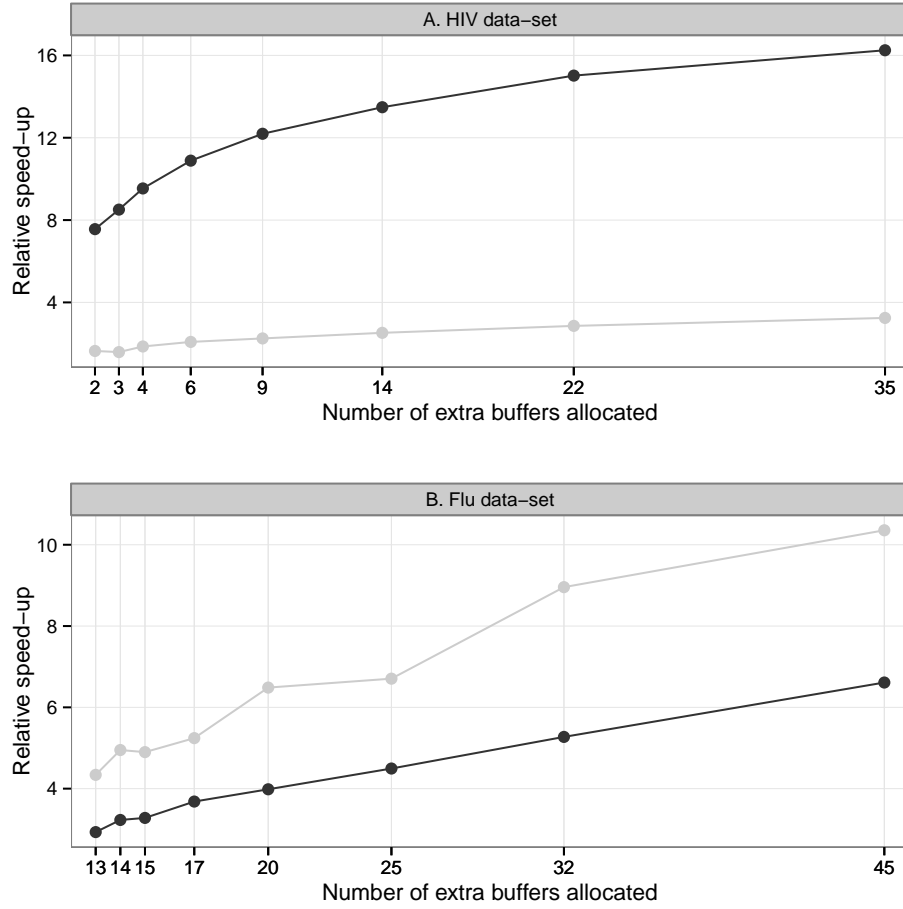 A. HIV data−set
16
12
8
4
Relative speed−up
2 3 4 6 9 14 22 35
Number of extra buffers allocated
B. Flu data−set
10
8
6
4
Relative speed−up
13 14 15 17 20 25 32 45
Number of extra buffers allocated